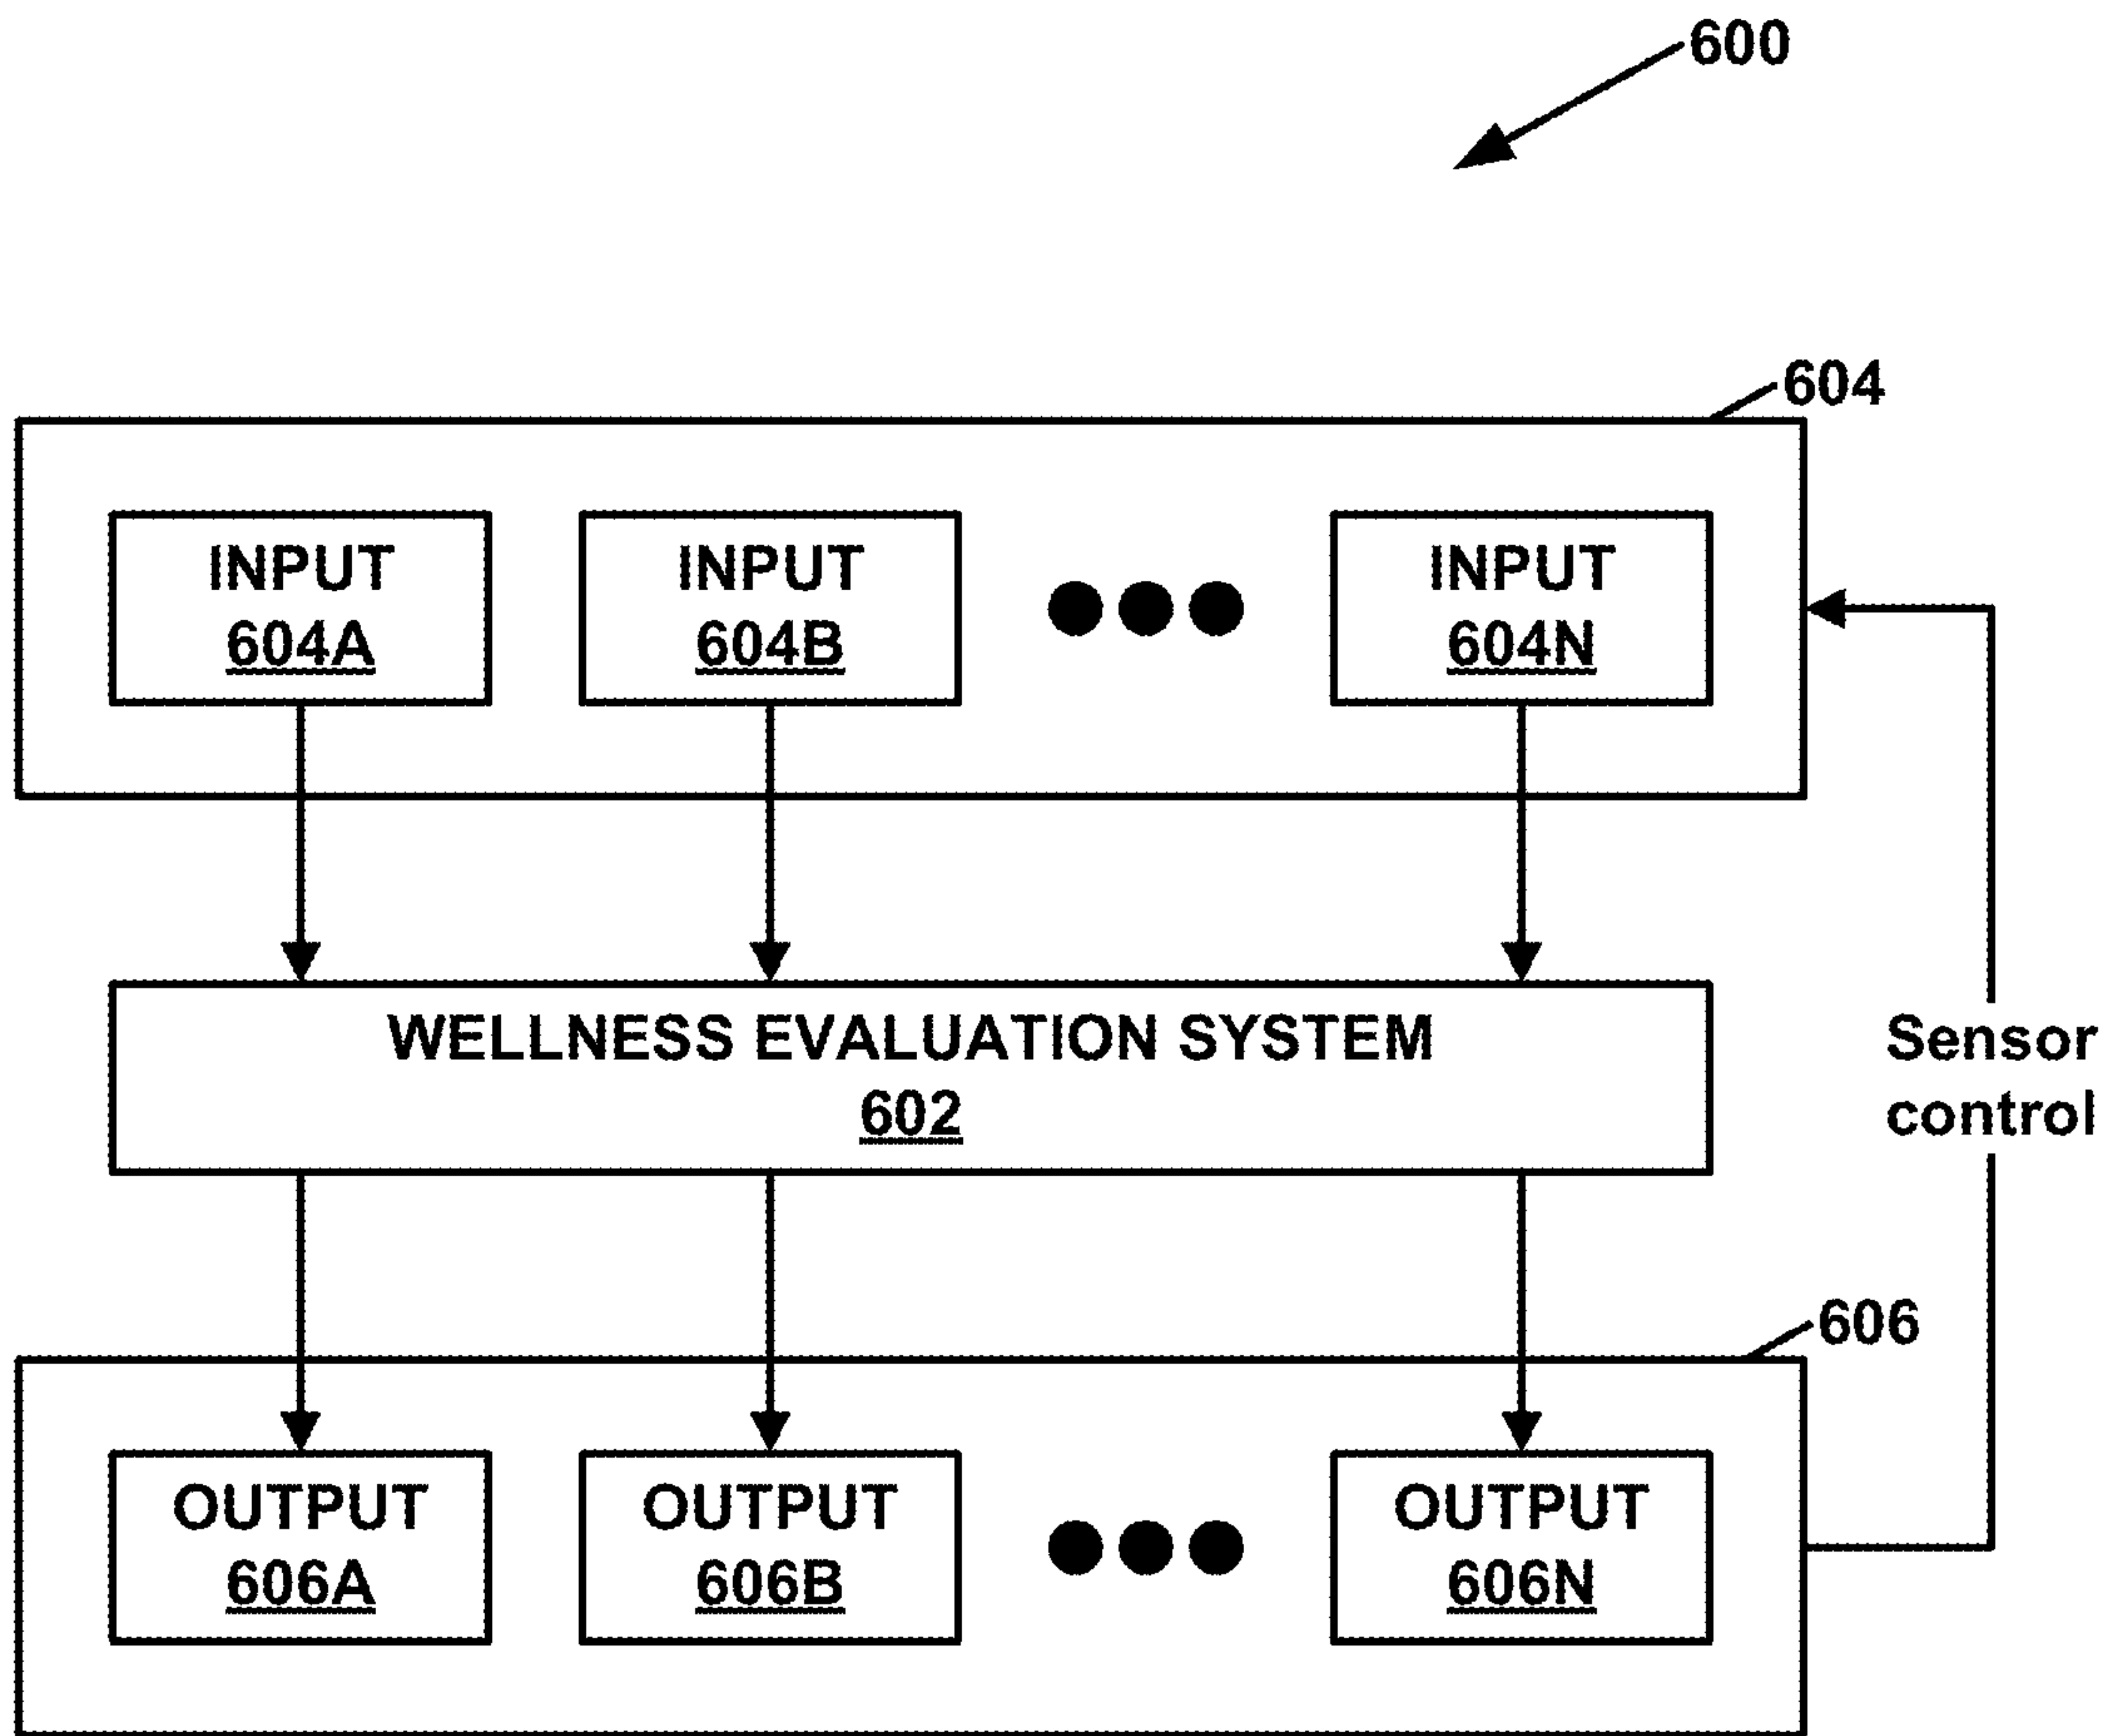 600
604
INPUT
604A
INPUT
604B
INPUT
604N
WELLNESS EVALUATION SYSTEM
602
Sensor
control
606
OUTPUT
606A
OUTPUT
606B
OUTPUT
606N